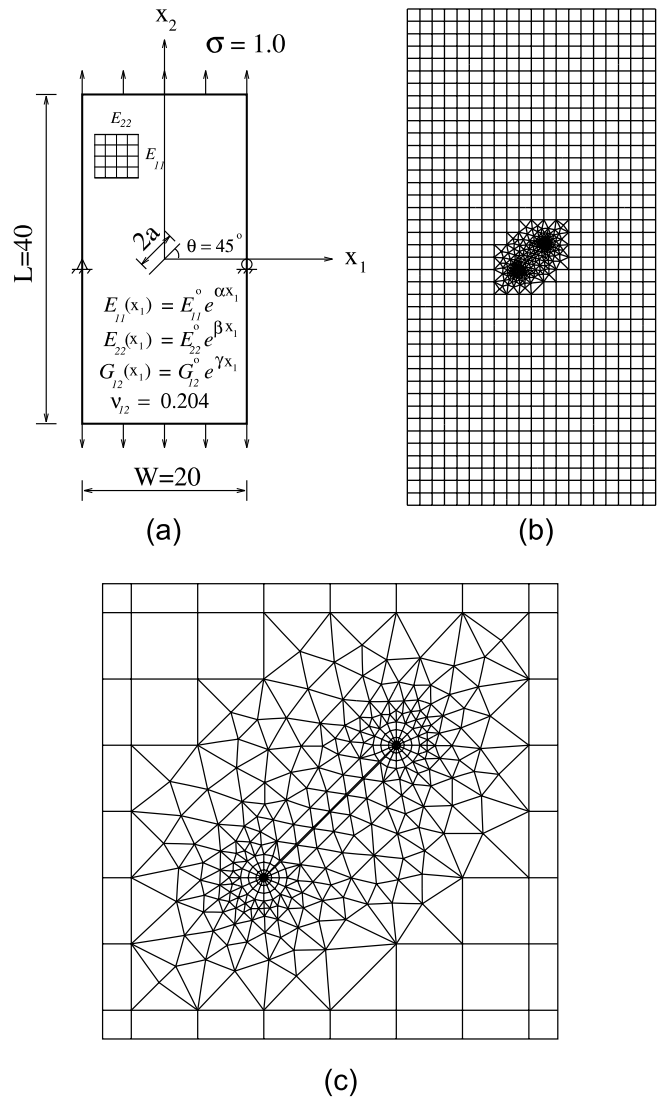 x₂
σ = 1.0
E₂₂
E₁₁
L=40
2a
θ = 45°
x₁
E₁₁(x₁) = E°₁₁ e^αx₁
E₂₂(x₁) = E°₂₂ e^βx₁
G₁₂(x₁) = G°₁₂ e^γx₁
ν₁₂ = 0.204
W=20
(a)
(b)
(c)